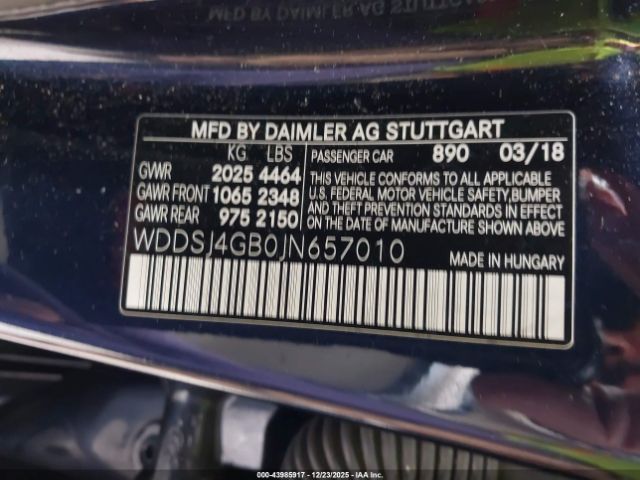 MFD BY DAIMLER AG STUTTGART
KG LBS
GVWR 2025 4464
GAWR FRONT 1065 2348
GAWR REAR 975 2150
PASSENGER CAR 890 03/18
THIS VEHICLE CONFORMS TO ALL APPLICABLE
U.S. FEDERAL MOTOR VEHICLE SAFETY,BUMPER
AND THEFT PREVENTION STANDARDS IN EFFECT
ON THE DATE OF MANUFACTURE SHOWN ABOVE.
WDDSJ4GB0JN657010
MADE IN HUNGARY
000-43985917 - 12/23/2025 - IAA Inc.